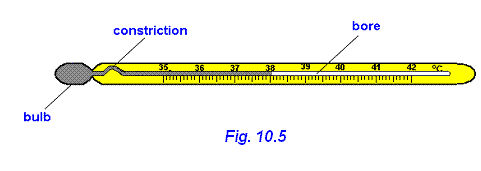 constriction
bore
35 36 37 38 39 40 41 42 °C
bulb
Fig. 10.5